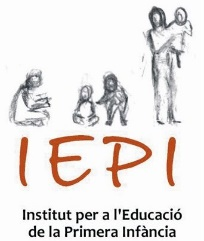 IEPI
Institut per a l'Educació
de la Primera Infància